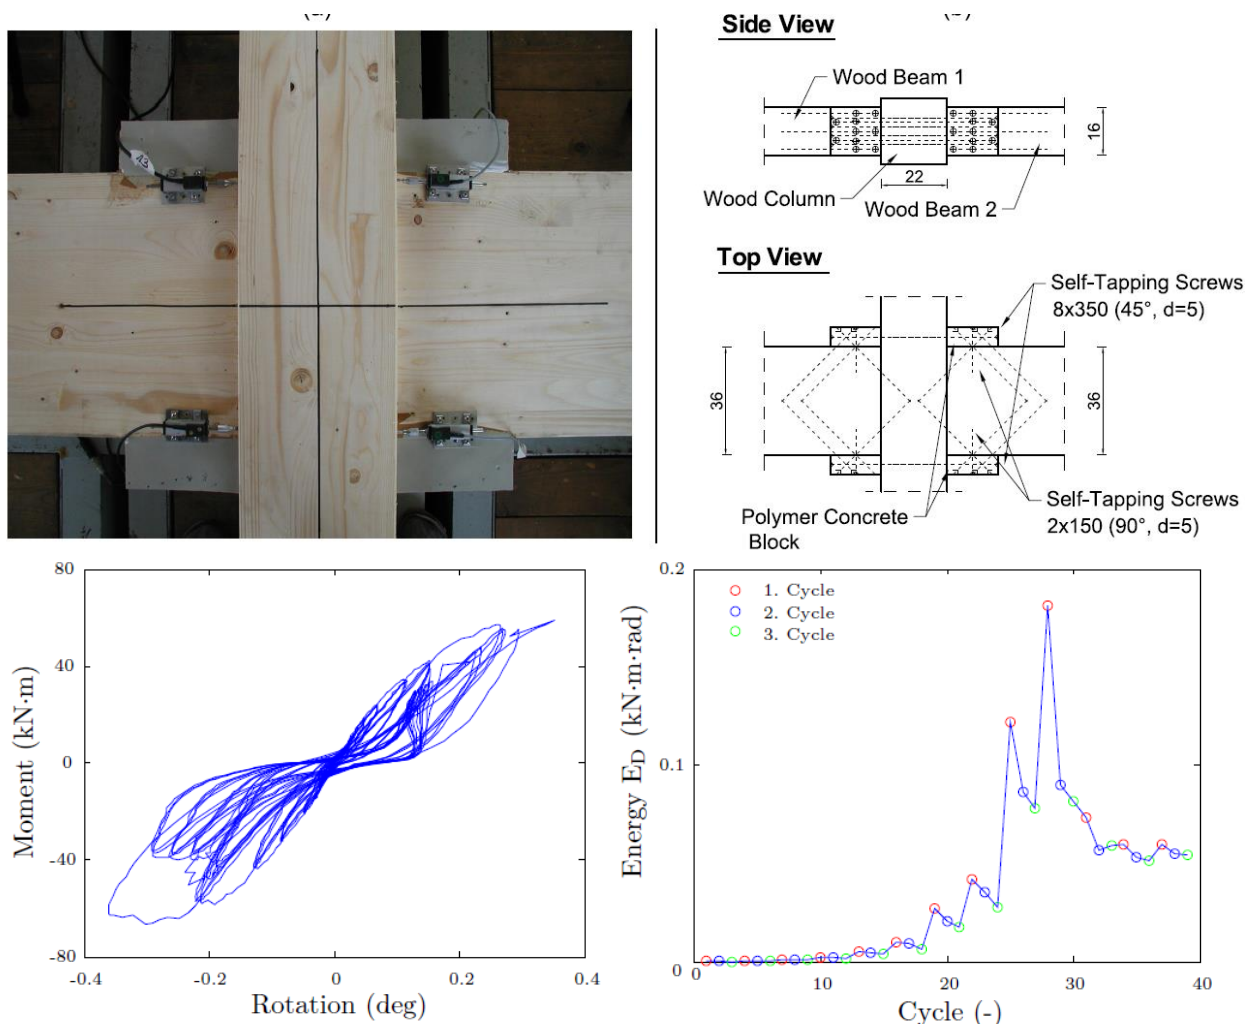 (a)
(b)
A3
Side View
Wood Beam 1
16
22
Wood Column
Wood Beam 2
Top View
Self-Tapping Screws
8x350 (45°, d=5)
36
36
Polymer Concrete
Block
Self-Tapping Screws
2x150 (90°, d=5)
80
40
0
-40
-80
Moment (kN·m)
-0.4
-0.2
0
0.2
0.4
Rotation (deg)
0.2
0.1
0
Energy E_D (kN·m·rad)
1. Cycle
2. Cycle
3. Cycle
0
10
20
30
40
Cycle (-)